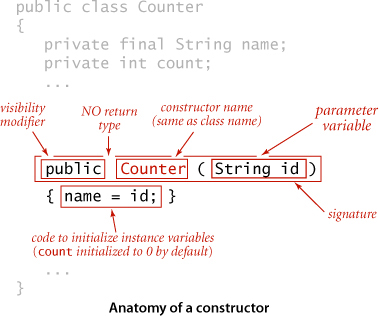 public class Counter
{
private final String name;
private int count;
...
visibility
modifier
NO return
type
constructor name
(same as class name)
parameter
variable
public Counter ( String id )
{ name = id; }
signature
code to initialize instance variables
(count initialized to 0 by default)
...
}
Anatomy of a constructor